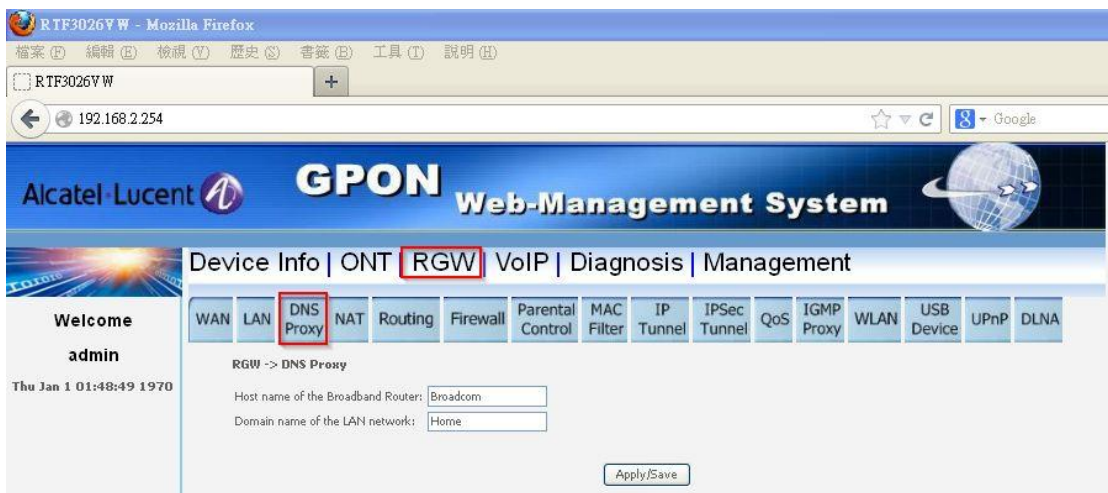 RTF3026VW - Mozilla Firefox
檔案(F) 編輯(E) 檢視(V) 歷史(S) 書籤(B) 工具(T) 說明(H)
RTF3026VW +
192.168.2.254 Google
Alcatel·Lucent GPON Web-Management System
Device Info | ONT | RGW | VoIP | Diagnosis | Management
WAN LAN DNS Proxy NAT Routing Firewall Parental Control MAC Filter IP Tunnel IPSec Tunnel QoS IGMP Proxy WLAN USB Device UPnP DLNA
Welcome
admin
Thu Jan 1 01:48:49 1970
RGW -> DNS Proxy
Host name of the Broadband Router: Broadcom
Domain name of the LAN network: Home
Apply/Save